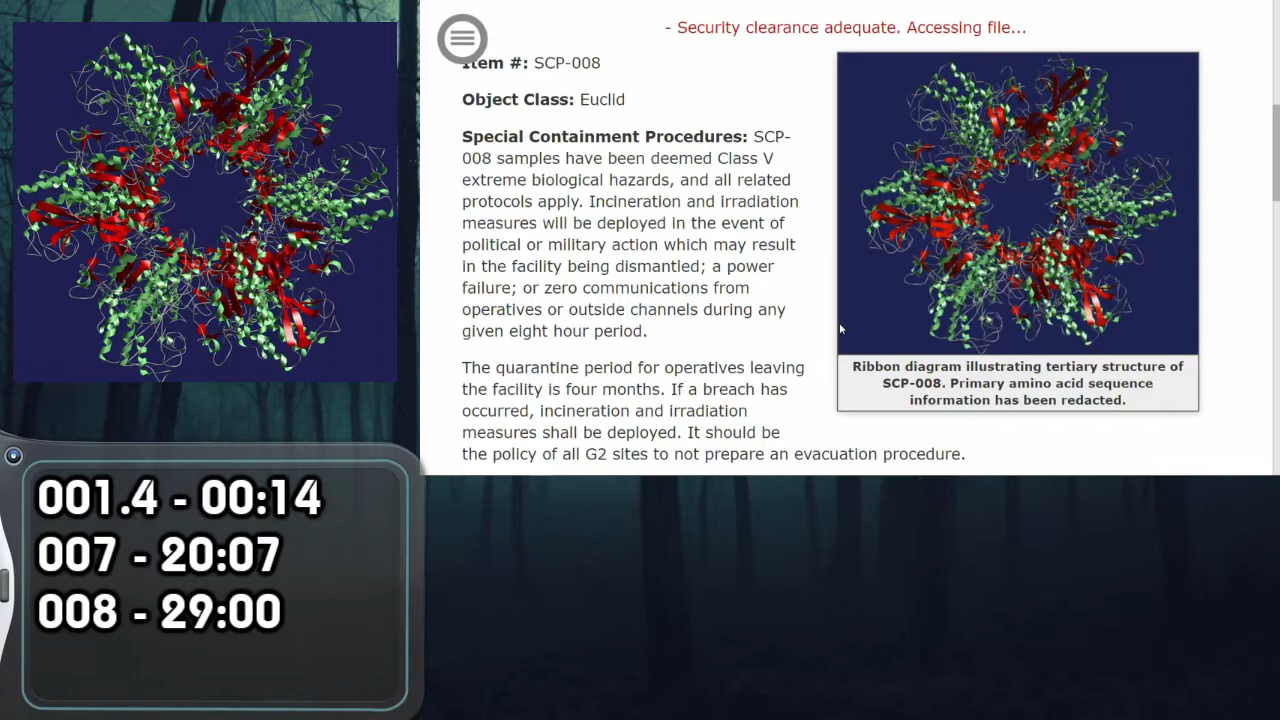 - Security clearance adequate. Accessing file...
Item #: SCP-008
Object Class: Euclid
Special Containment Procedures: SCP-
008 samples have been deemed Class V
extreme biological hazards, and all related
protocols apply. Incineration and irradiation
measures will be deployed in the event of
political or military action which may result
in the facility being dismantled; a power
failure; or zero communications from
operatives or outside channels during any
given eight hour period.
The quarantine period for operatives leaving
the facility is four months. If a breach has
occurred, incineration and irradiation
measures shall be deployed. It should be
the policy of all G2 sites to not prepare an evacuation procedure.
Ribbon diagram illustrating tertiary structure of
SCP-008. Primary amino acid sequence
information has been redacted.
001.4 - 00:14
007 - 20:07
008 - 29:00